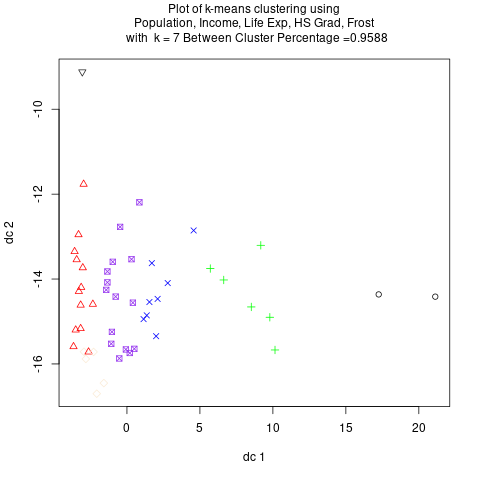 Plot of k-means clustering using
Population, Income, Life Exp, HS Grad, Frost
with k = 7 Between Cluster Percentage =0.9588
dc 2
-10
-12
-14
-16
0 5 10 15 20
dc 1